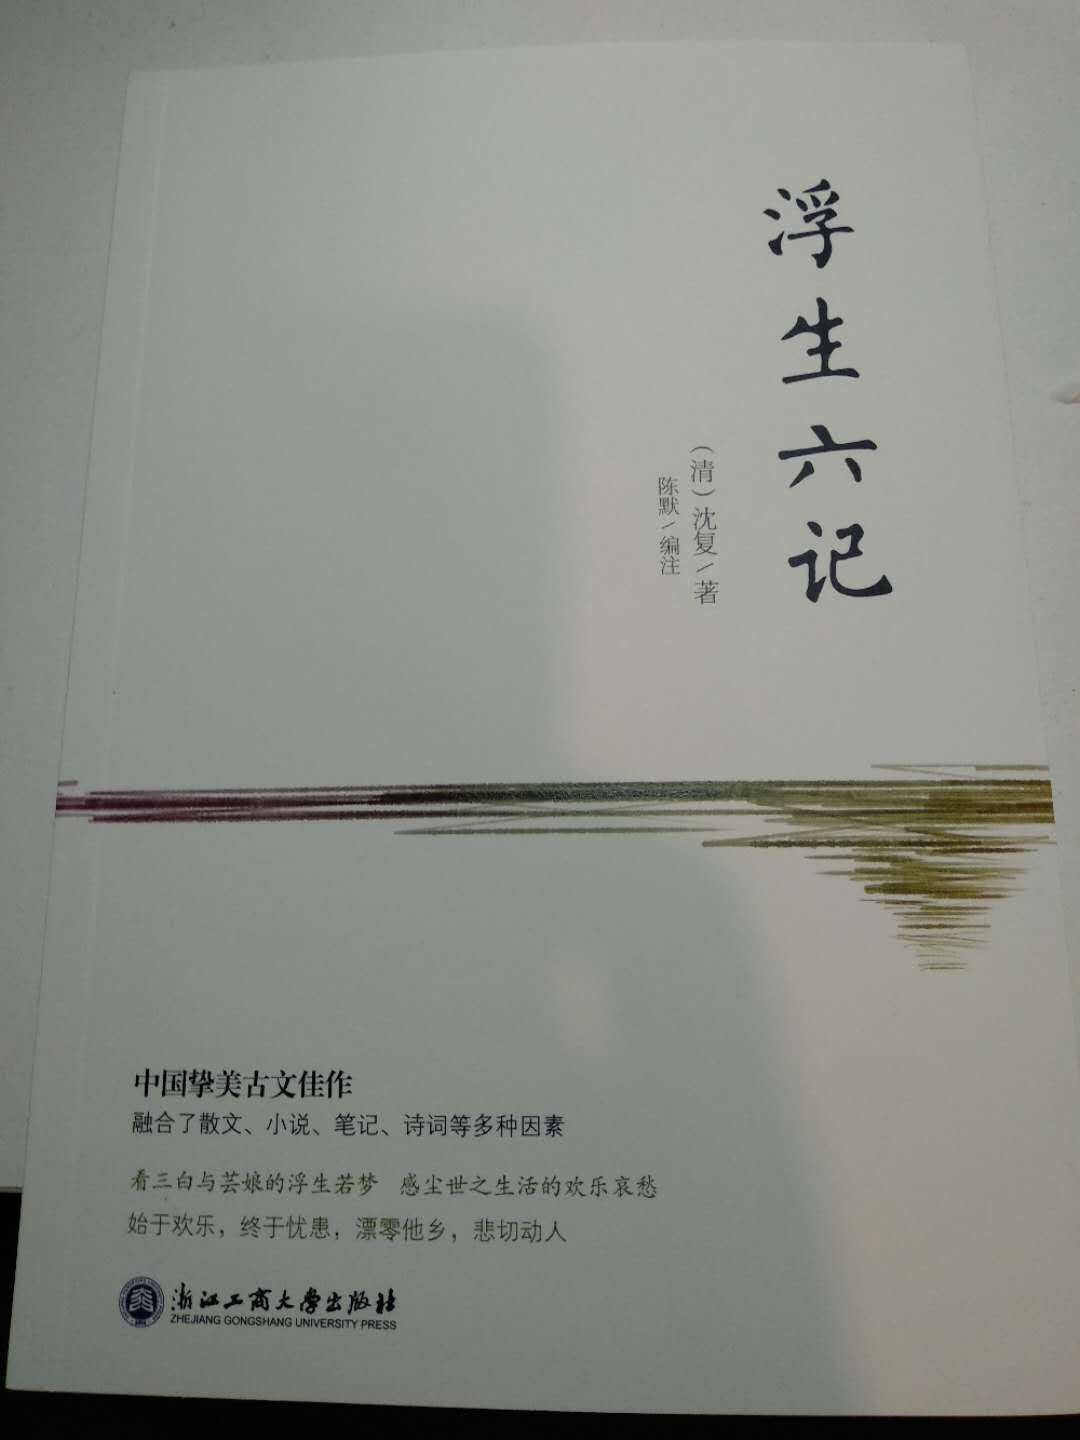 浮生六记
（清）沈复/著
陈默/编注
中国挚美古文佳作
融合了散文、小说、笔记、诗词等多种因素
看三白与芸娘的浮生若梦 感尘世之生活的欢乐哀愁
始于欢乐，终于忧患，漂零他乡，悲切动人
浙江工商大学出版社
ZHEJIANG GONGSHANG UNIVERSITY PRESS